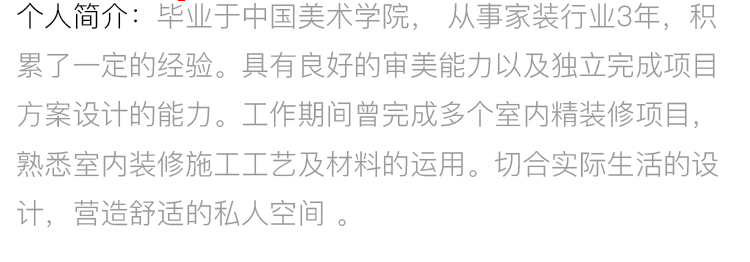 个人简介：毕业于中国美术学院， 从事家装行业3年，积
累了一定的经验。具有良好的审美能力以及独立完成项目
方案设计的能力。工作期间曾完成多个室内精装修项目，
熟悉室内装修施工工艺及材料的运用。切合实际生活的设
计，营造舒适的私人空间 。